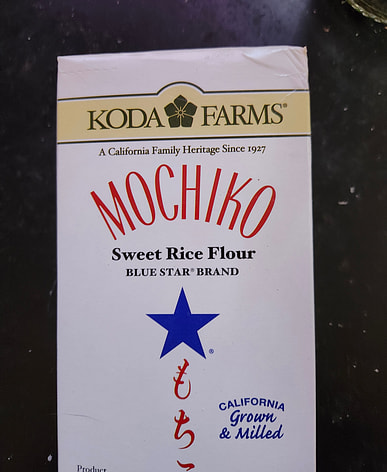 KODA FARMS®
A California Family Heritage Since 1927
MOCHIKO
Sweet Rice Flour
BLUE STAR® BRAND
®
もち
CALIFORNIA
Grown
& Milled
Product